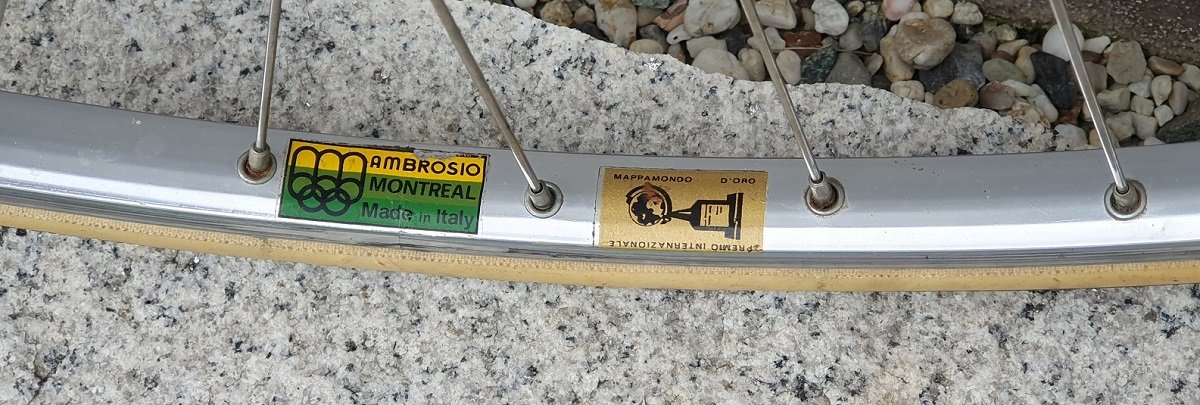 AMBROSIO
MONTREAL
Made in Italy
MAPPAMONDO D'ORO
PREMIO INTERNAZIONALE